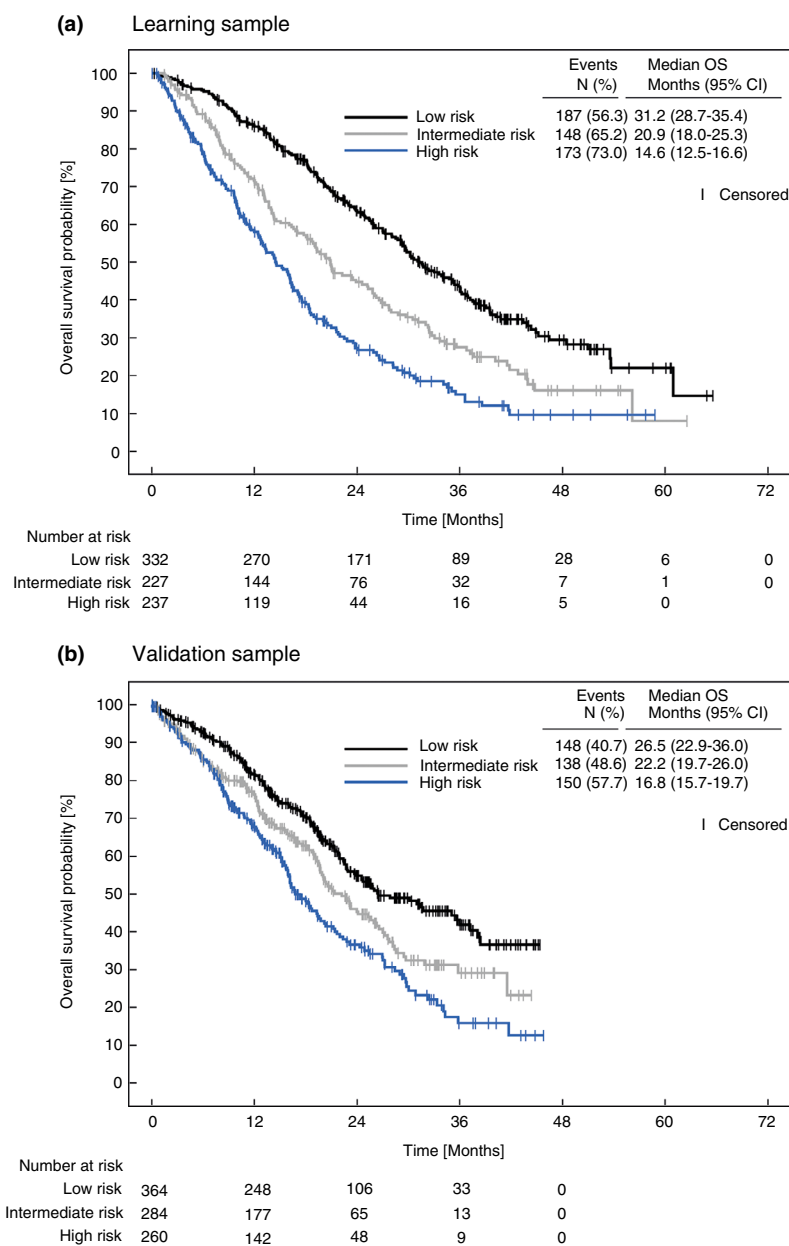 (a) Learning sample
Events Median OS
N (%) Months (95% CI)
Low risk 187 (56.3) 31.2 (28.7-35.4)
Intermediate risk 148 (65.2) 20.9 (18.0-25.3)
High risk 173 (73.0) 14.6 (12.5-16.6)
I Censored
Overall survival probability [%]
100
90
80
70
60
50
40
30
20
10
0
0 12 24 36 48 60 72
Time [Months]
Number at risk
Low risk 332 270 171 89 28 6 0
Intermediate risk 227 144 76 32 7 1 0
High risk 237 119 44 16 5 0
(b) Validation sample
Events Median OS
N (%) Months (95% CI)
Low risk 148 (40.7) 26.5 (22.9-36.0)
Intermediate risk 138 (48.6) 22.2 (19.7-26.0)
High risk 150 (57.7) 16.8 (15.7-19.7)
I Censored
Overall survival probability [%]
100
90
80
70
60
50
40
30
20
10
0
0 12 24 36 48 60 72
Time [Months]
Number at risk
Low risk 364 248 106 33 0
Intermediate risk 284 177 65 13 0
High risk 260 142 48 9 0